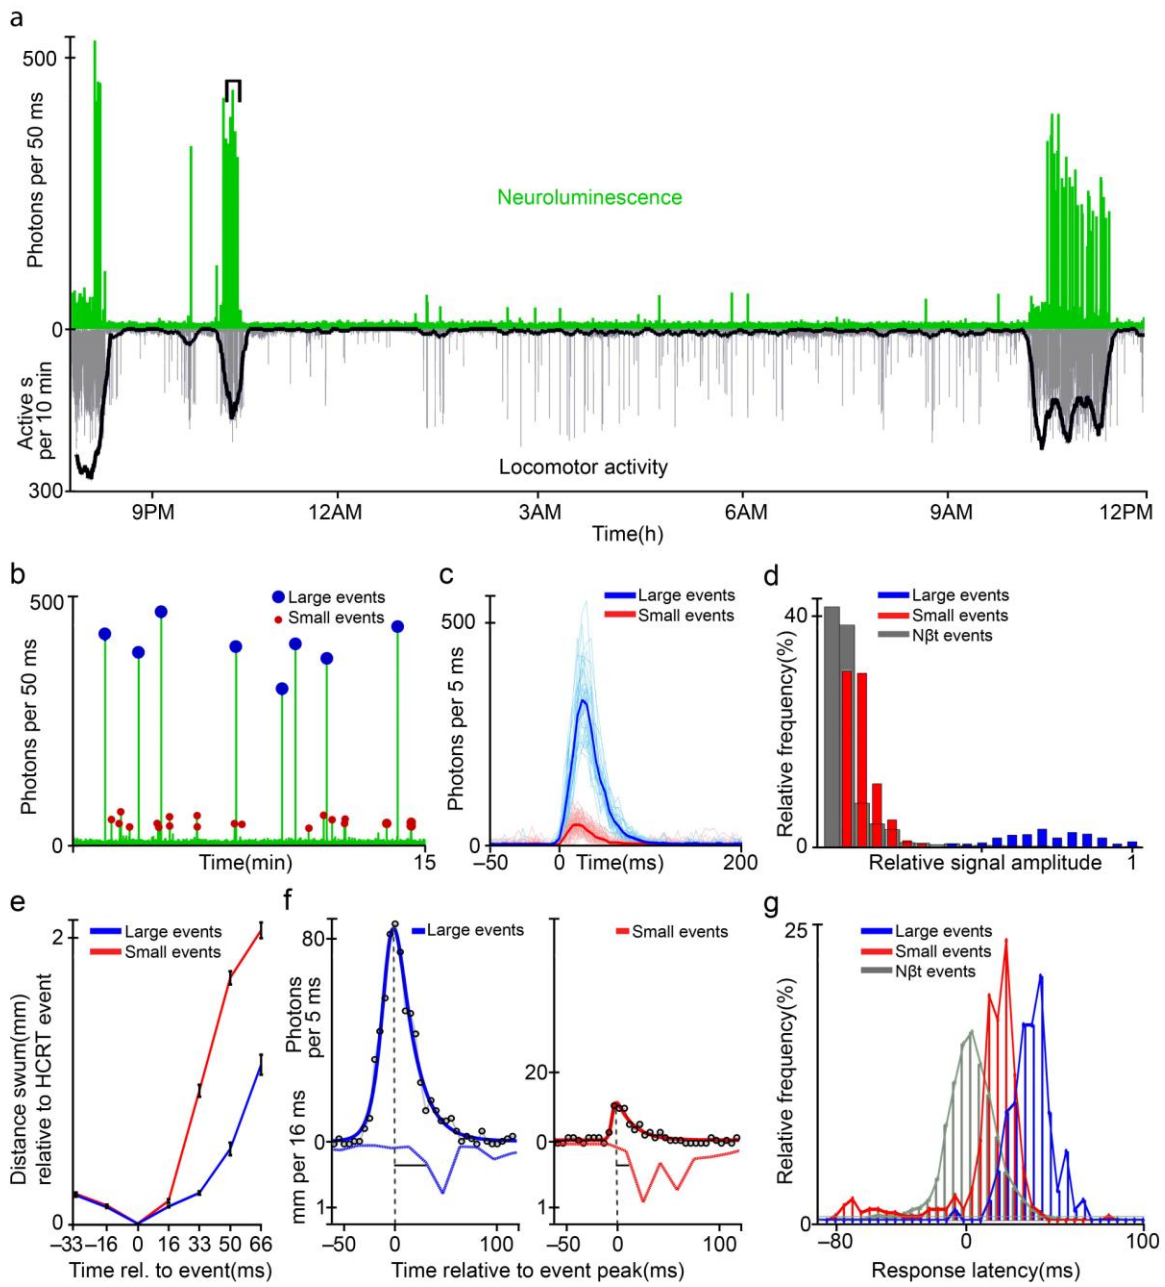 a
500
Photons per 50 ms
Neuroluminescence
0
Active s
per 10 min
Locomotor activity
300
9PM
12AM
3AM
6AM
9AM
12PM
Time(h)
b
500
Large events
Small events
Photons per 50 ms
0
Time(min)
15
c
Large events
Small events
500
Photons per 5 ms
0
−50
0
Time(ms)
200
d
Large events
Small events
Nβt events
40
Relative frequency(%)
0
Relative signal amplitude
1
e
Large events
Small events
2
Distance swum(mm)
relative to HCRT event
0
−33
−16
0
16
33
50
66
Time rel. to event(ms)
f
Large events
80
Photons
per 5 ms
0
mm per 16 ms
1
−50
0
100
Small events
20
0
1
−50
0
100
Time relative to event peak(ms)
g
25
Large events
Small events
Nβt events
Relative frequency(%)
0
−80
0
100
Response latency(ms)